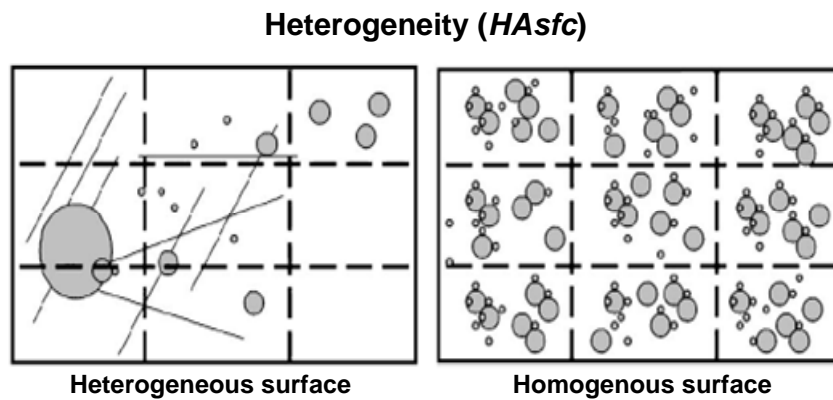 Heterogeneity (HAsfc)
Heterogeneous surface
Homogenous surface